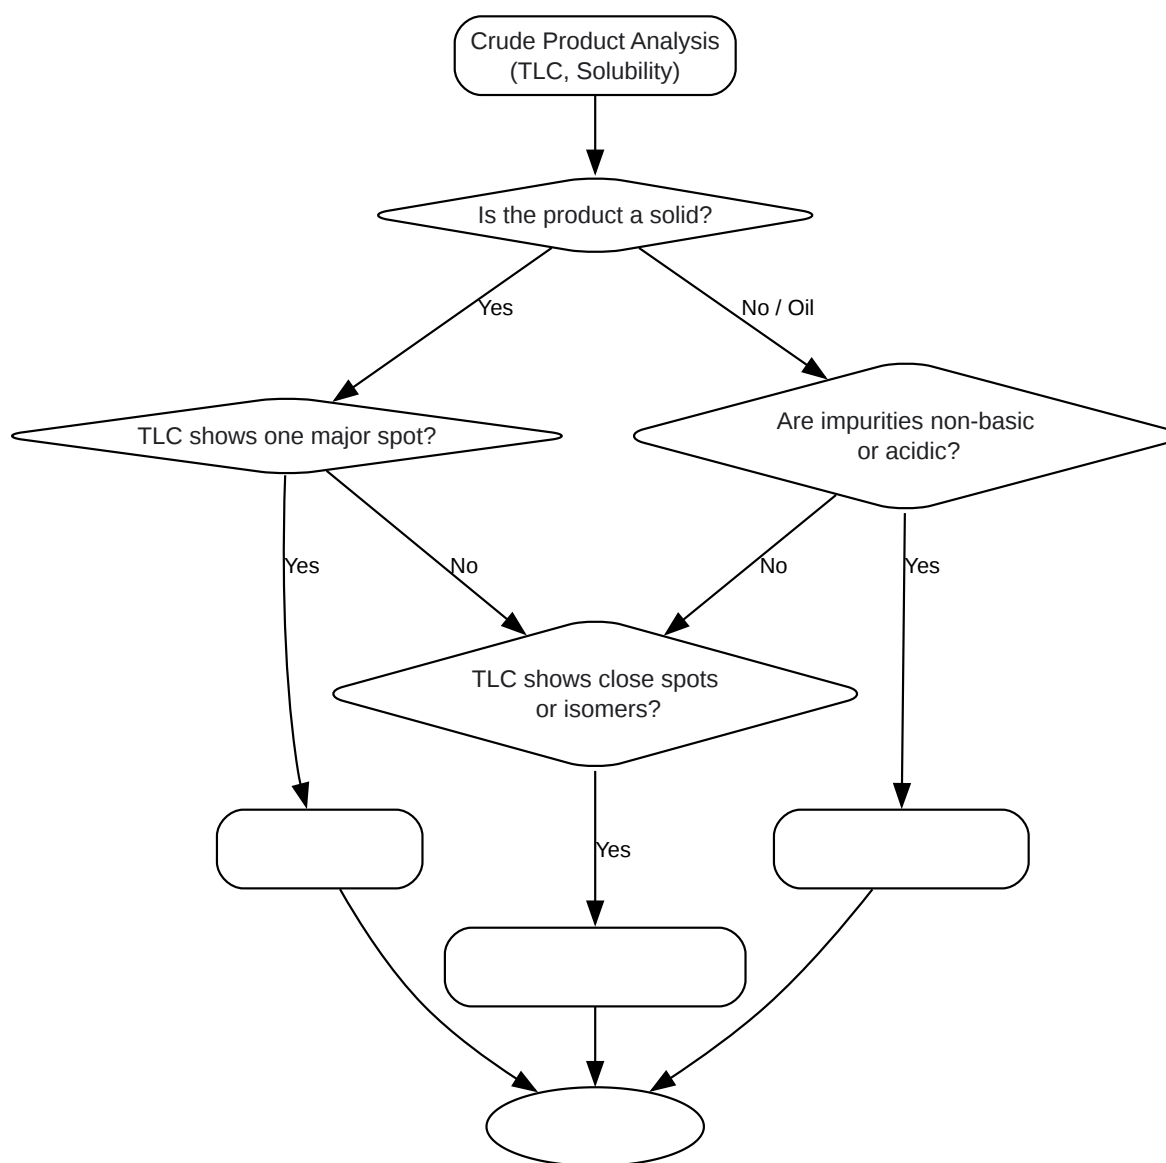 Crude Product Analysis
(TLC, Solubility)
Is the product a solid?
Yes
No / Oil
TLC shows one major spot?
Are impurities non-basic
or acidic?
Yes
No
No
Yes
TLC shows close spots
or isomers?
Yes